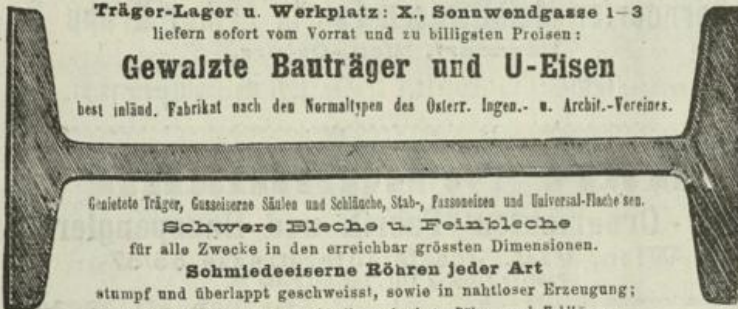 Träger-Lager u. Werkplatz: X., Sonnwendgasse 1-3
liefern sofort vom Vorrat und zu billigsten Preisen:
Gewalzte Bauträger und U-Eisen
best inländ. Fabrikat nach den Normaltypen des Österr. Ingen.- u. Archit.-Vereines.
Genietete Träger, Gusseiserne Säulen und Schläuche, Stab-, Fassoneisen und Universal-Flacheisen.
Schwere Bleche u. Feinbleche
für alle Zwecke in den erreichbar grössten Dimensionen.
Schmiedeeiserne Röhren jeder Art
stumpf und überlappt geschweisst, sowie in nahtloser Erzeugung;